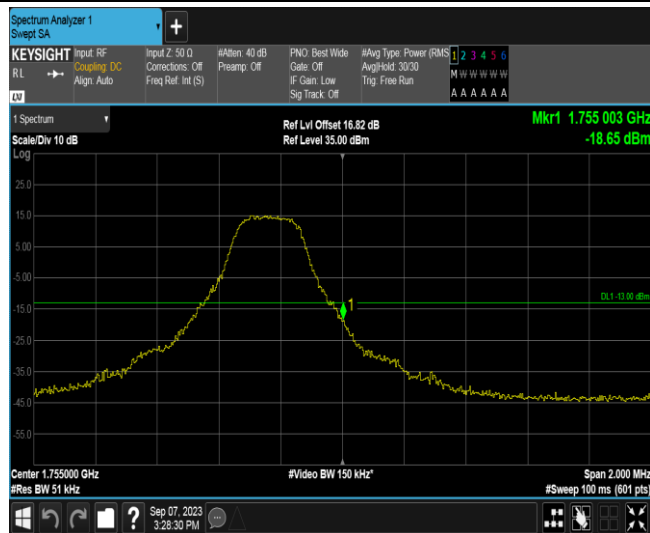 Spectrum Analyzer 1
Swept SA
+
KEYSIGHT
RL
LXI
Input: RF
Coupling: DC
Align: Auto
Input Z: 50 Ω
Corrections: Off
Freq Ref: Int (S)
#Atten: 40 dB
Preamp: Off
PNO: Best Wide
Gate: Off
IF Gain: Low
Sig Track: Off
#Avg Type: Power (RMS
Avg|Hold: 30/30
Trig: Free Run
1 2 3 4 5 6
M W W W W W
A A A A A A
1 Spectrum
Scale/Div 10 dB
Log
Ref Lvl Offset 16.82 dB
Ref Level 35.00 dBm
Mkr1 1.755 003 GHz
-18.65 dBm
25.0
15.0
5.00
-5.00
DL1 -13.00 dBm
1
-15.0
-25.0
-35.0
-45.0
-55.0
Center 1.755000 GHz
#Video BW 150 kHz*
Span 2.000 MHz
#Res BW 51 kHz
#Sweep 100 ms (601 pts)
?
Sep 07, 2023
3:28:30 PM